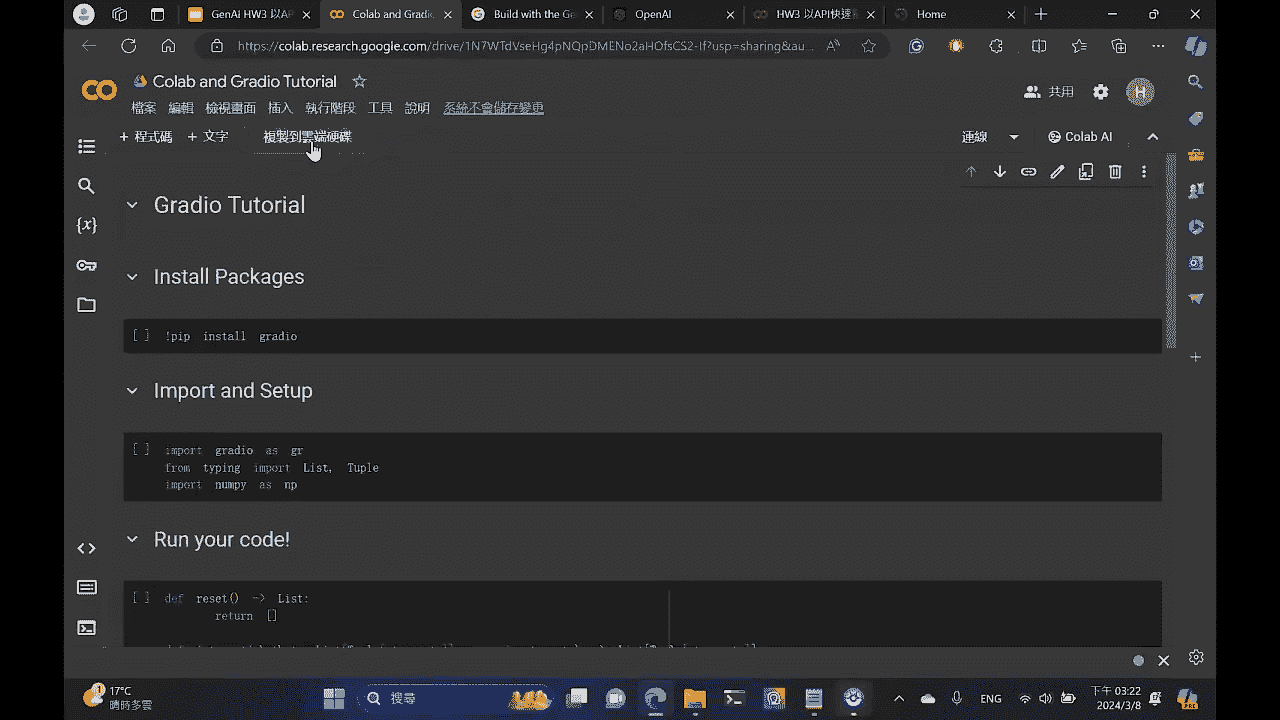 GenAi HW3 以AP
Colab and Gradio
Build with the Ge
OpenAI
HW3 以API快速
Home
https://colab.research.google.com/drive/1N7WTdVseHg4pNQpDMENo2aHOfsCS2-If?usp=sharing&au...
Colab and Gradio Tutorial
檔案 編輯 檢視畫面 插入 執行階段 工具 說明 系統不會儲存變更
共用
H
+ 程式碼 + 文字 複製到雲端硬碟
連線
Colab AI
Gradio Tutorial
Install Packages
[ ] !pip install gradio
Import and Setup
[ ] import gradio as gr
from typing import List, Tuple
import numpy as np
Run your code!
[ ] def reset() -> List:
return []
17°C
晴時多雲
搜尋
ENG
下午 03:22
2024/3/8